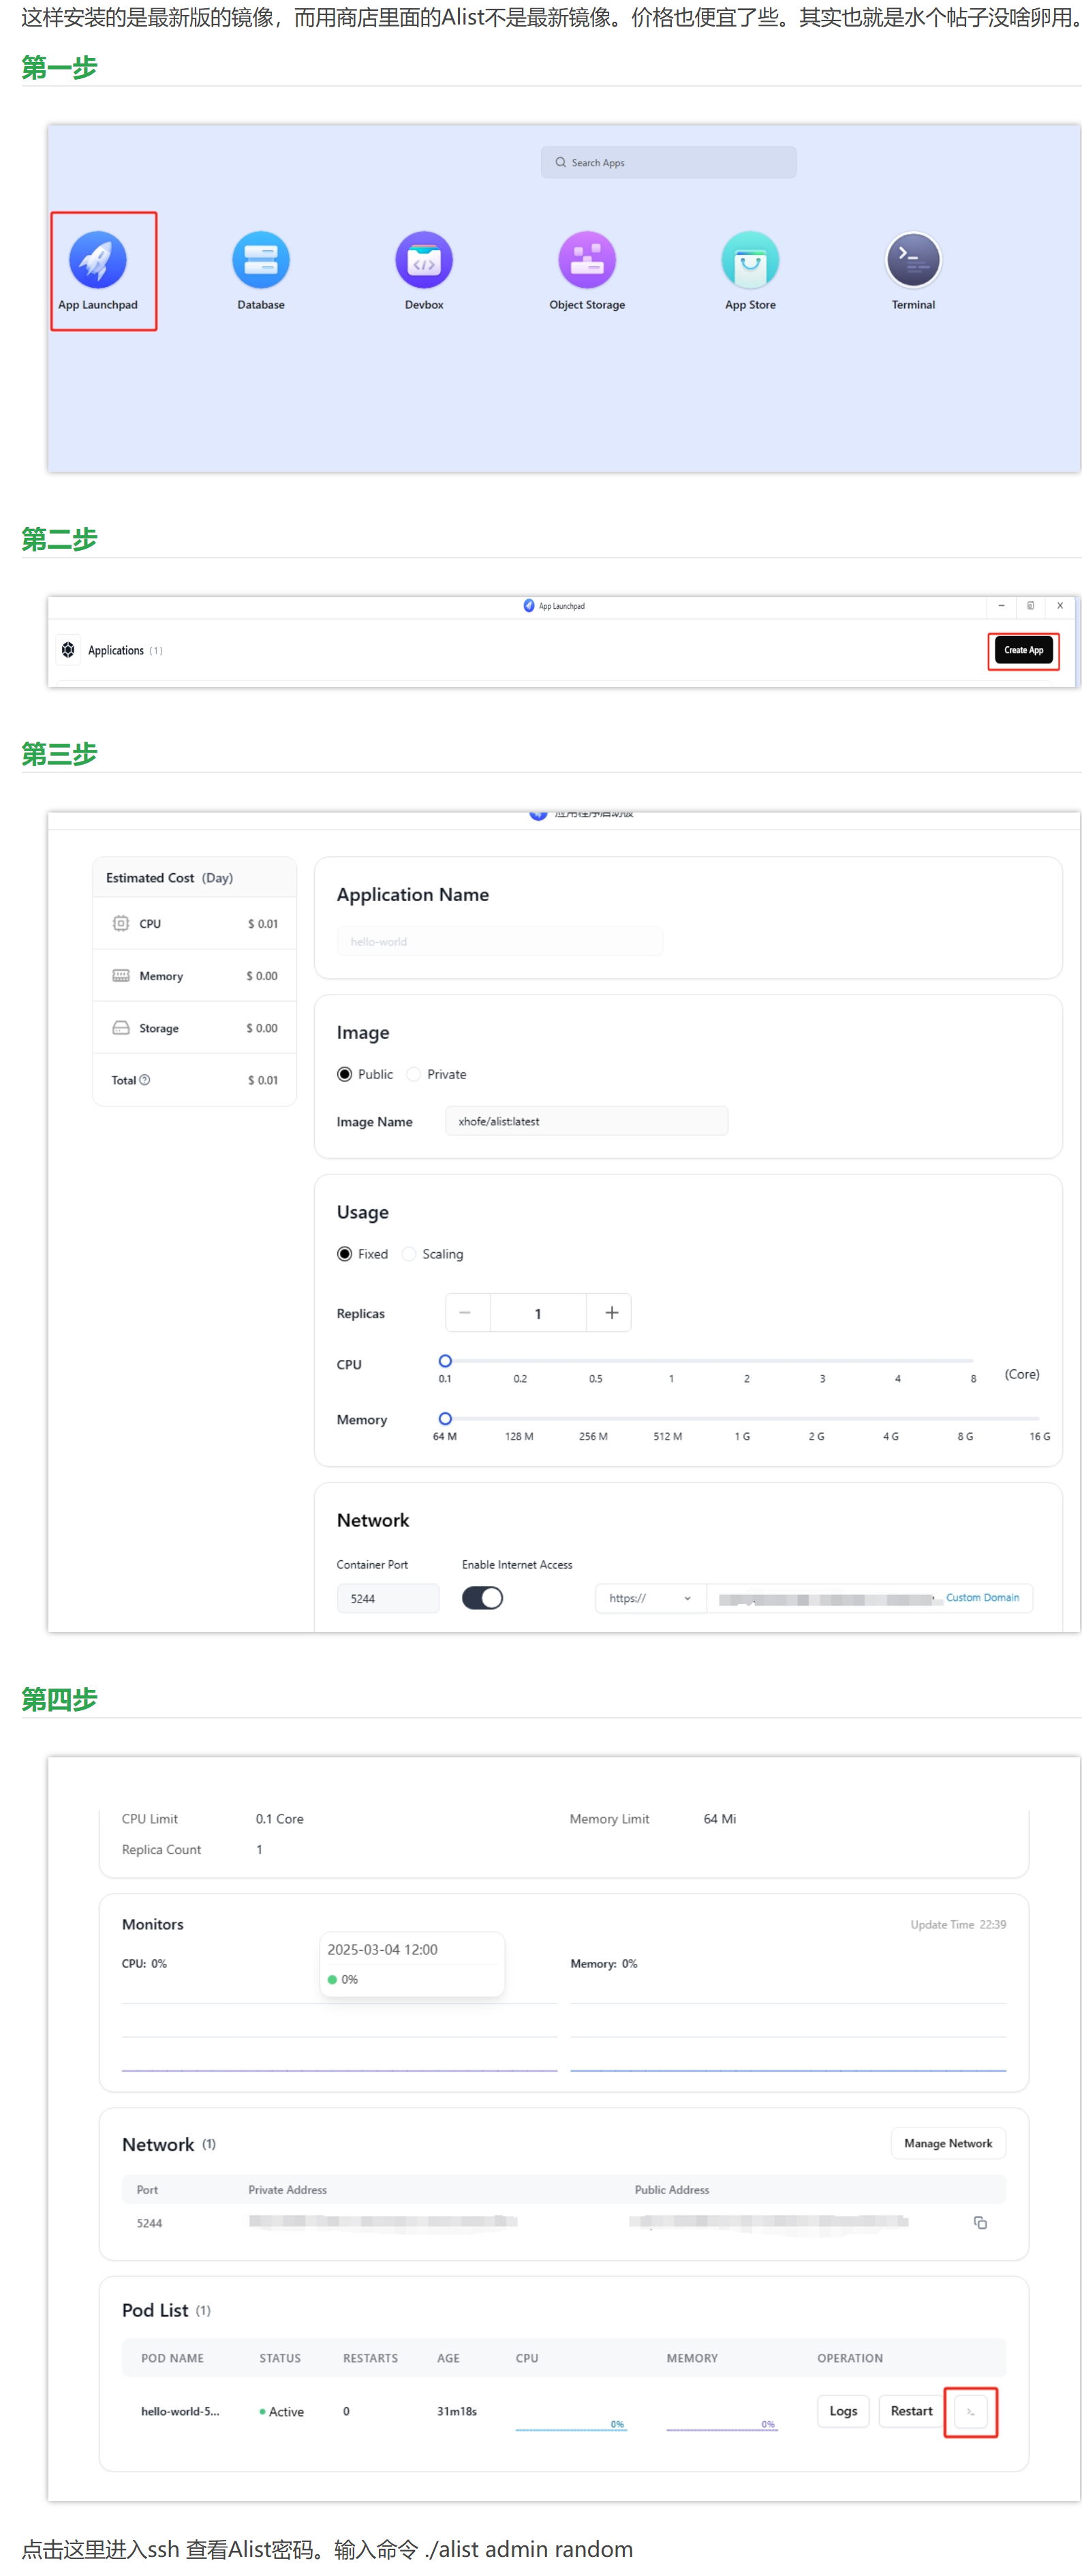 这样安装的是最新版的镜像，而用商店里面的Alist不是最新镜像。价格也便宜了些。其实也就是水个帖子没啥卵用。
第一步
Search Apps
App Launchpad
Database
Devbox
Object Storage
App Store
Terminal
第二步
App Launchpad
Applications (1)
Create App
第三步
Estimated Cost (Day)
CPU $ 0.01
Memory $ 0.00
Storage $ 0.00
Total $ 0.01
Application Name
hello-world
Image
Public Private
Image Name xhofe/alist:latest
Usage
Fixed Scaling
Replicas 1
CPU
0.1 0.2 0.5 1 2 3 4 8 (Core)
Memory
64 M 128 M 256 M 512 M 1 G 2 G 4 G 8 G 16 G
Network
Container Port Enable Internet Access
5244 https:// Custom Domain
第四步
CPU Limit 0.1 Core Memory Limit 64 Mi
Replica Count 1
Monitors Update Time 22:39
2025-03-04 12:00
CPU: 0% Memory: 0%
0%
Network (1) Manage Network
Port Private Address Public Address
5244
Pod List (1)
POD NAME STATUS RESTARTS AGE CPU MEMORY OPERATION
hello-world-5... Active 0 31m18s 0% 0% Logs Restart
点击这里进入ssh 查看Alist密码。输入命令 ./alist admin random